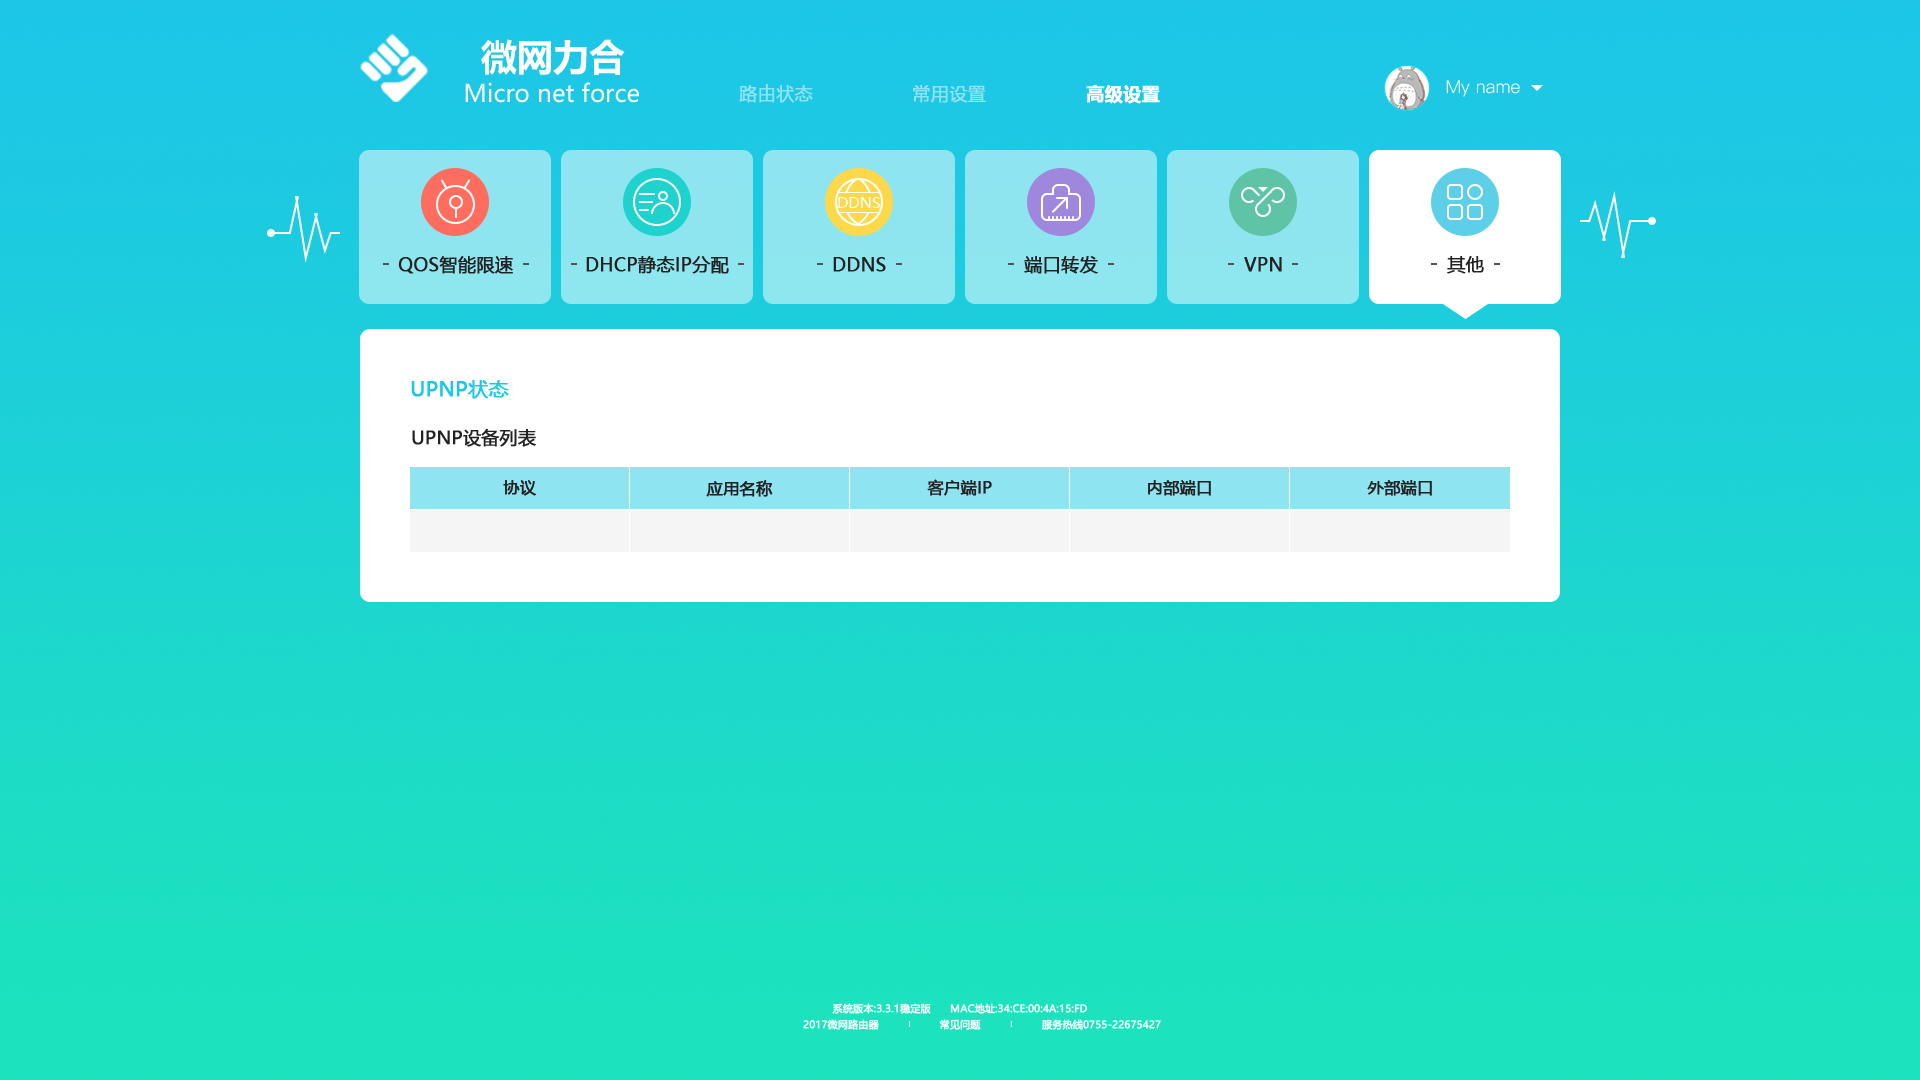 微网力合
Micro net force
路由状态
常用设置
高级设置
My name
- QOS智能限速 -
- DHCP静态IP分配 -
DDNS
- DDNS -
- 端口转发 -
- VPN -
- 其他 -
UPNP状态
UPNP设备列表
协议
应用名称
客户端IP
内部端口
外部端口
系统版本:3.3.1稳定版 MAC地址:34:CE:00:4A:15:FD
2017微网路由器 | 常见问题 | 服务热线0755-22675427